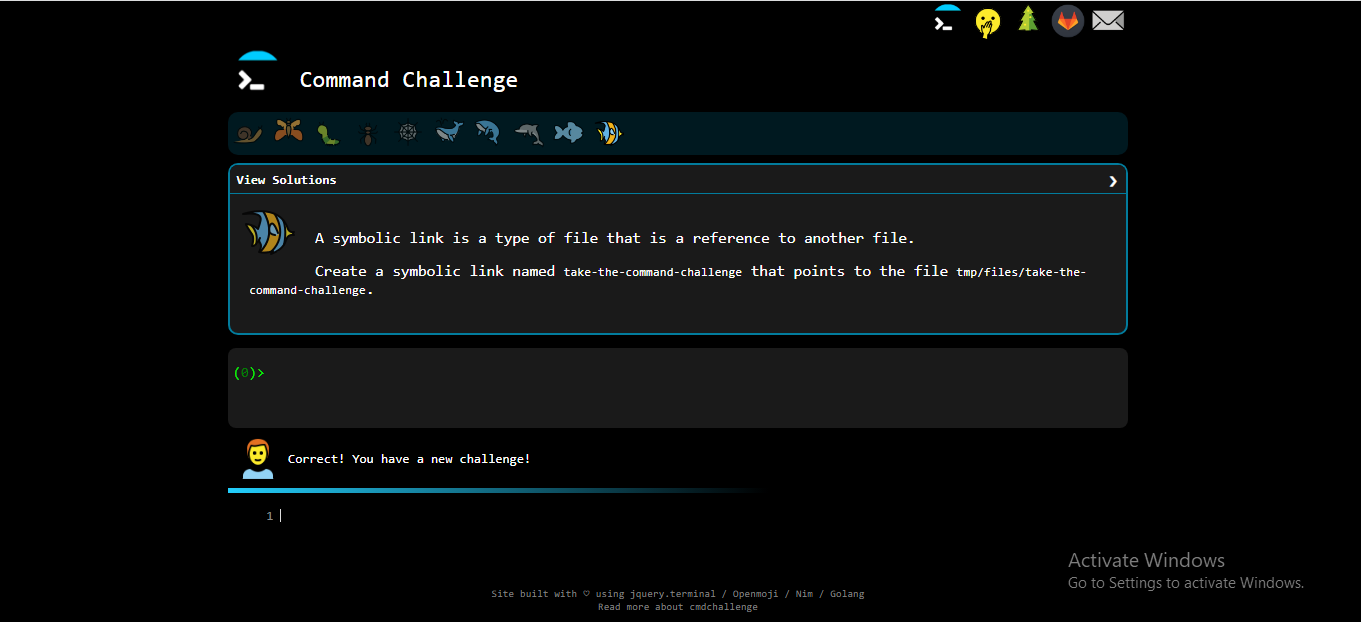 Command Challenge
View Solutions
A symbolic link is a type of file that is a reference to another file.
Create a symbolic link named take-the-command-challenge that points to the file tmp/files/take-the-
command-challenge.
(0)>
Correct! You have a new challenge!
1
Activate Windows
Go to Settings to activate Windows.
Site built with ♡ using jquery.terminal / Openmoji / Nim / Golang
Read more about cmdchallenge